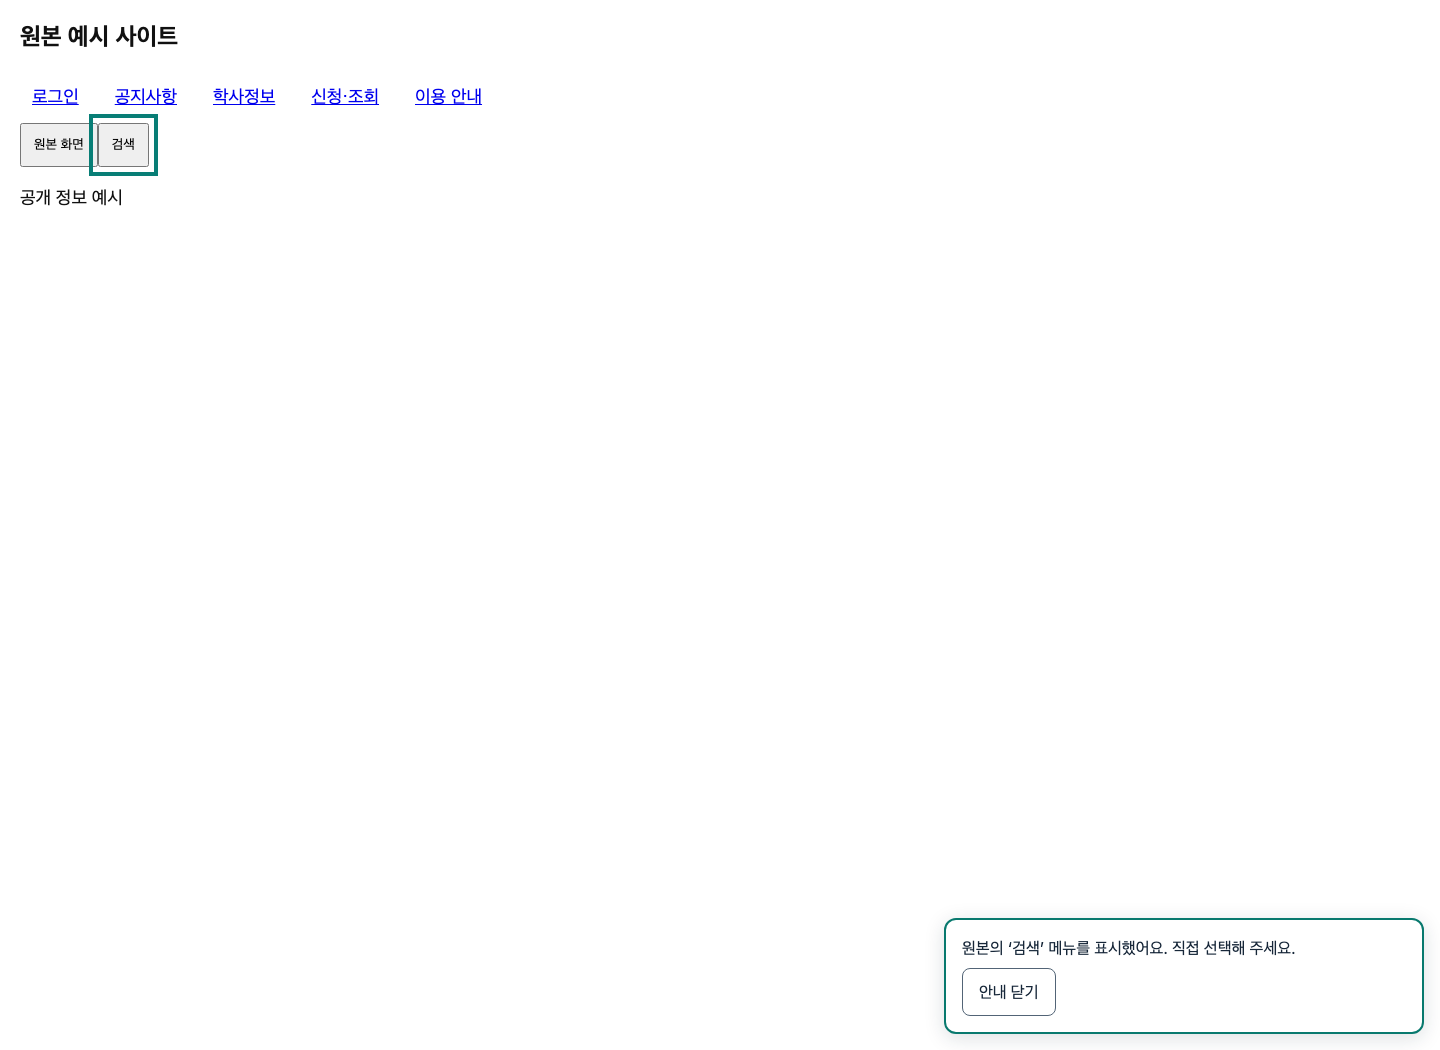 원본 예시 사이트
로그인 공지사항 학사정보 신청·조회 이용 안내
원본 화면 검색
공개 정보 예시
원본의 ‘검색’ 메뉴를 표시했어요. 직접 선택해 주세요.
안내 닫기